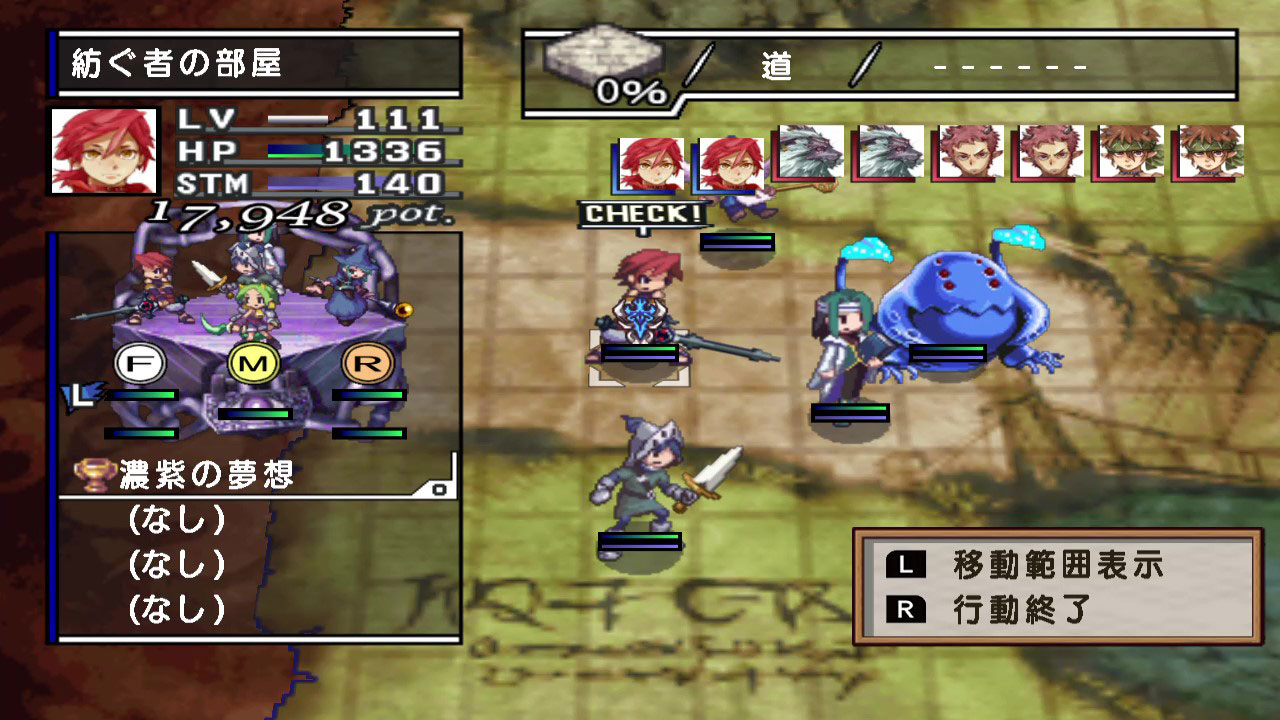 紡ぐ者の部屋
0% / 道 / ------
LV 111
HP 1336
STM 140
17,948 pot.
CHECK!
F M R
L
濃紫の夢想
0
(なし)
(なし)
(なし)
L 移動範囲表示
R 行動終了